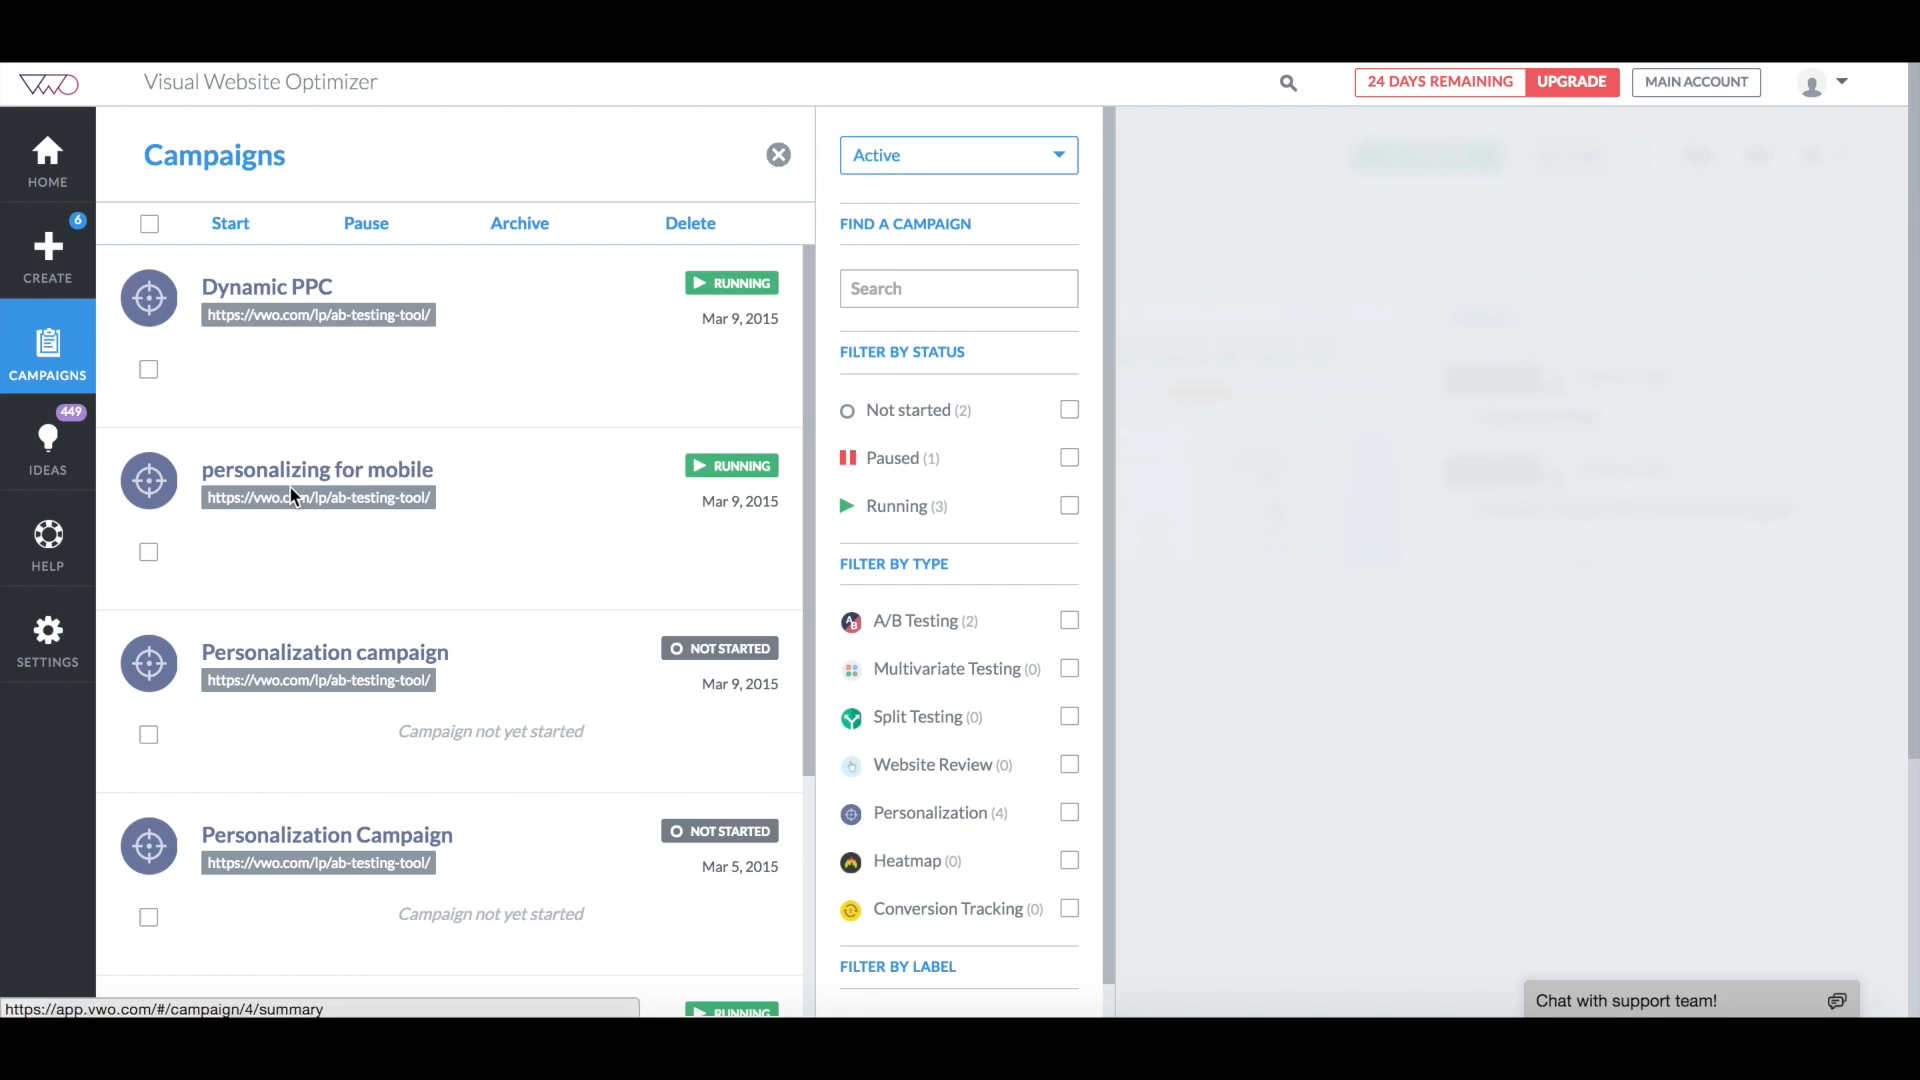 VWO
Visual Website Optimizer
24 DAYS REMAINING
UPGRADE
MAIN ACCOUNT
HOME
6
CREATE
CAMPAIGNS
449
IDEAS
HELP
SETTINGS
Campaigns
Start
Pause
Archive
Delete
Dynamic PPC
https://vwo.com/lp/ab-testing-tool/
RUNNING
Mar 9, 2015
personalizing for mobile
https://vwo.com/lp/ab-testing-tool/
RUNNING
Mar 9, 2015
Personalization campaign
https://vwo.com/lp/ab-testing-tool/
NOT STARTED
Mar 9, 2015
Campaign not yet started
Personalization Campaign
https://vwo.com/lp/ab-testing-tool/
NOT STARTED
Mar 5, 2015
Campaign not yet started
RUNNING
Active
FIND A CAMPAIGN
Search
FILTER BY STATUS
Not started (2)
Paused (1)
Running (3)
FILTER BY TYPE
A/B Testing (2)
Multivariate Testing (0)
Split Testing (0)
Website Review (0)
Personalization (4)
Heatmap (0)
Conversion Tracking (0)
FILTER BY LABEL
https://app.vwo.com/#/campaign/4/summary
Chat with support team!